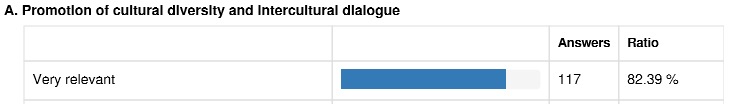 A. Promotion of cultural diversity and intercultural dialogue
Answers Ratio
Very relevant 117 82.39 %